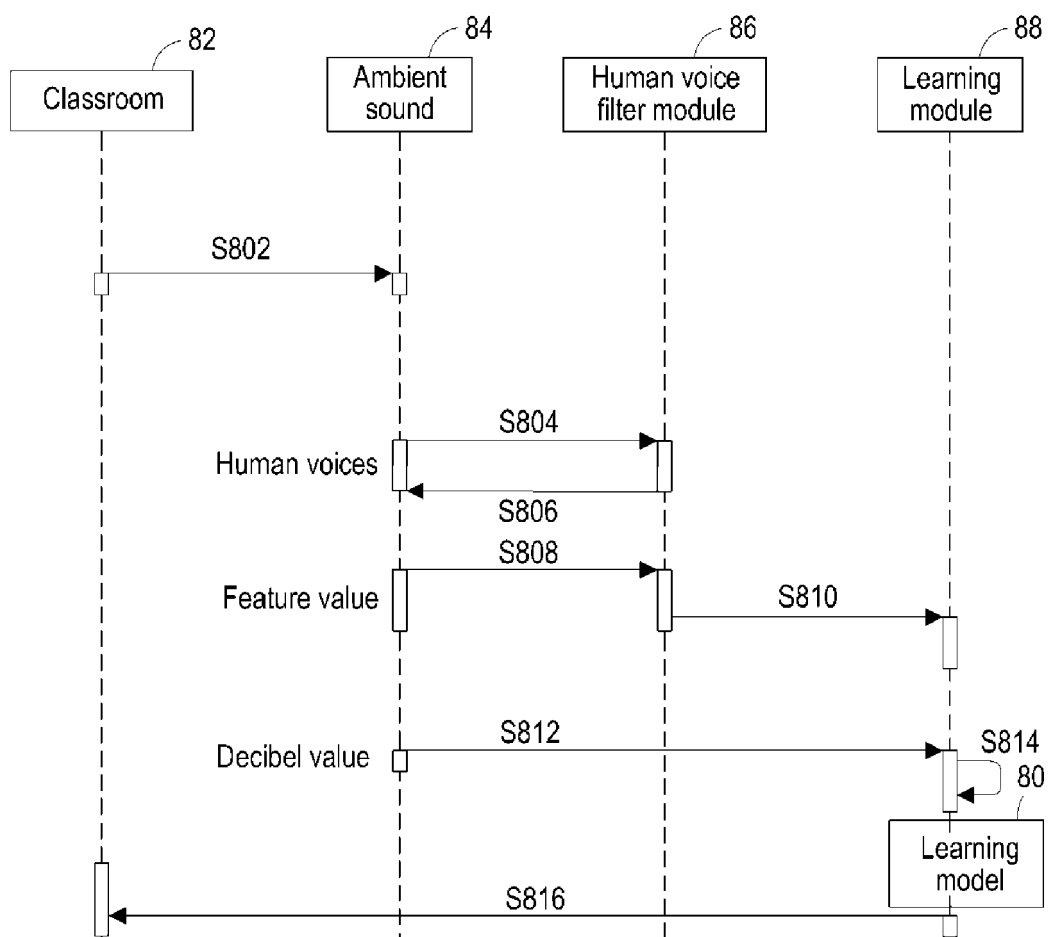 82
84
86
88
Classroom
Ambient
sound
Human voice
filter module
Learning
module
S802
S804
Human voices
S806
S808
Feature value
S810
S812
Decibel value
S814
80
Learning
model
S816